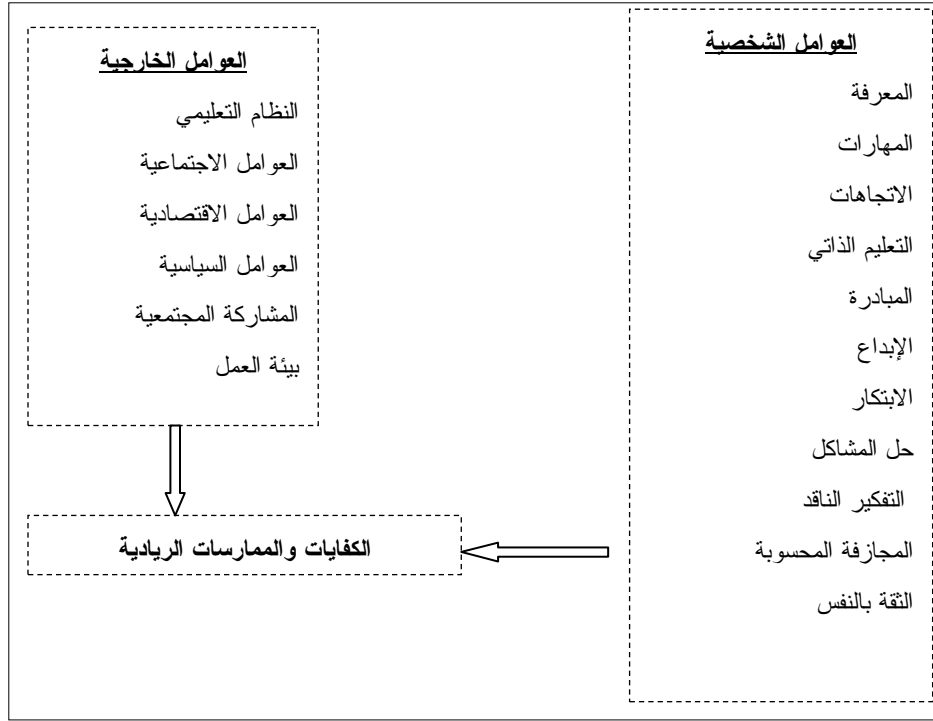 العوامل الشخصية
المعرفة
المهارات
الاتجاهات
التعليم الذاتي
المبادرة
الإبداع
الابتكار
حل المشاكل
التفكير الناقد
المجازفة المحسوبة
الثقة بالنفس
العوامل الخارجية
النظام التعليمي
العوامل الاجتماعية
العوامل الاقتصادية
العوامل السياسية
المشاركة المجتمعية
بيئة العمل
الكفايات والممارسات الريادية